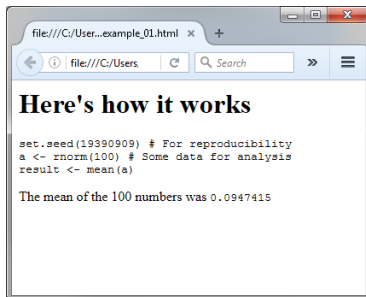 file:///C:/User...example_01.html × +
file:///C:/Users, Search »
Here's how it works
set.seed(19390909) # For reproducibility
a <- rnorm(100) # Some data for analysis
result <- mean(a)
The mean of the 100 numbers was 0.0947415